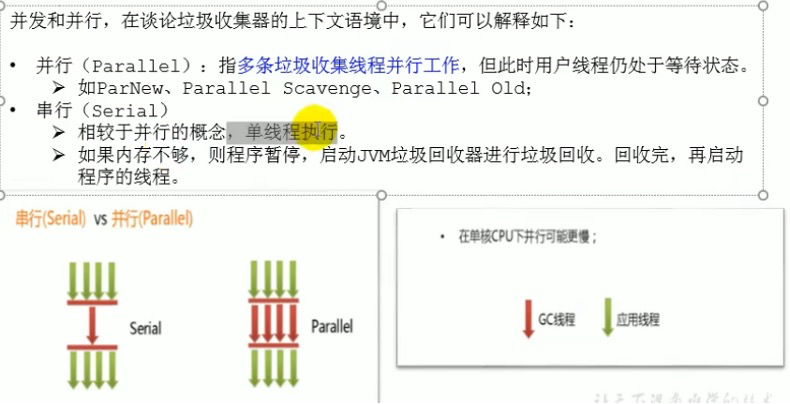 并发和并行，在谈论垃圾收集器的上下文语境中，它们可以解释如下：
• 并行（Parallel）：指多条垃圾收集线程并行工作，但此时用户线程仍处于等待状态。
➢ 如ParNew、Parallel Scavenge、Parallel Old；
• 串行（Serial）
➢ 相较于并行的概念，单线程执行。
➢ 如果内存不够，则程序暂停，启动JVM垃圾回收器进行垃圾回收。回收完，再启动
程序的线程。
串行(Serial) vs 并行(Parallel)
Serial
Parallel
• 在单核CPU下并行可能更慢；
GC线程
应用线程